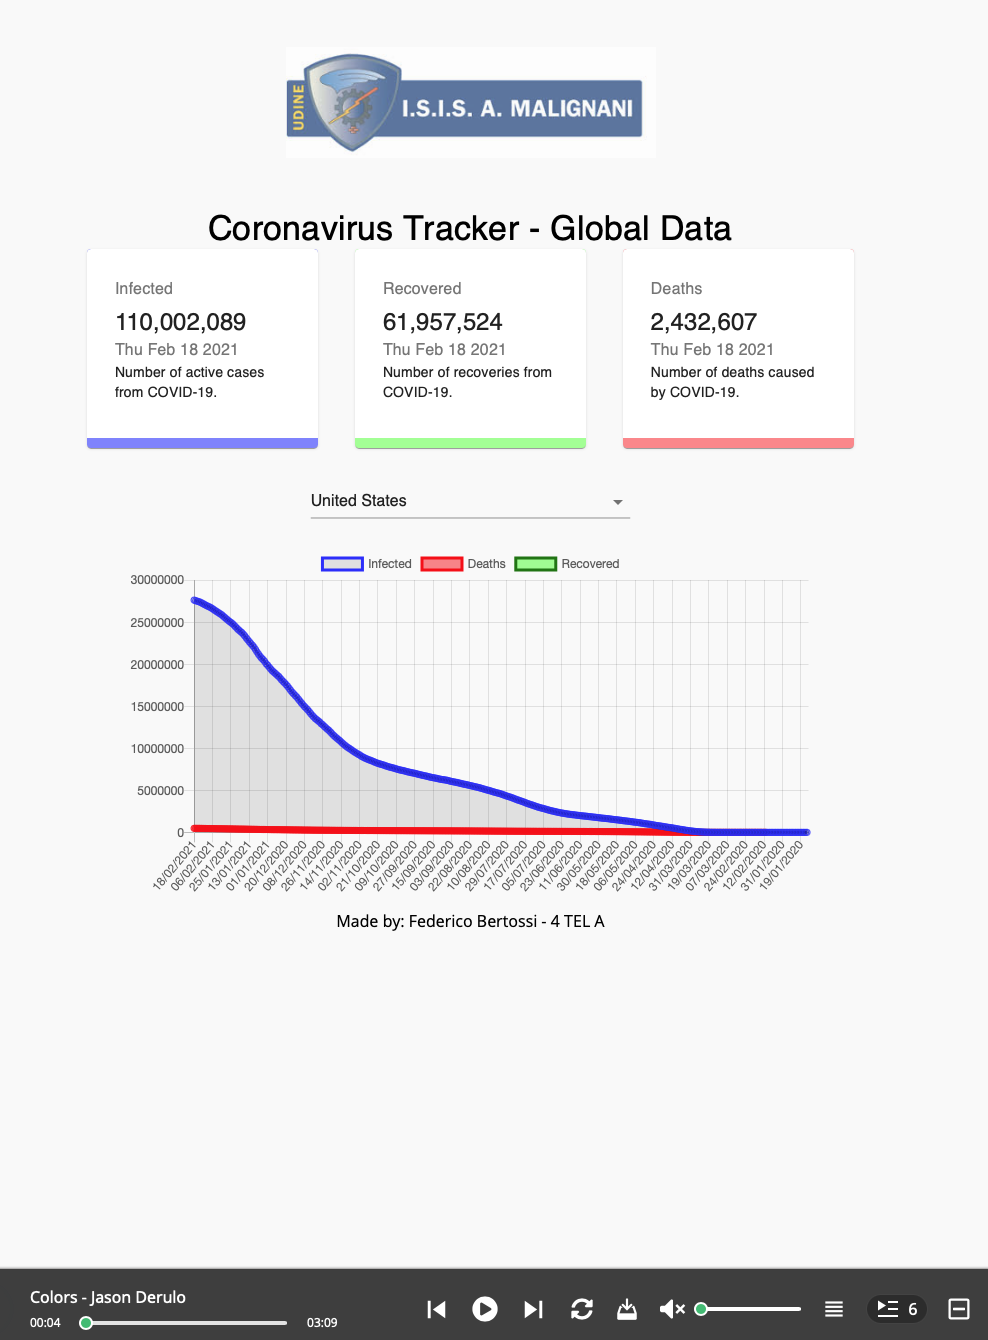 UDINE
I.S.I.S. A. MALIGNANI
Coronavirus Tracker - Global Data
Infected
110,002,089
Thu Feb 18 2021
Number of active cases
from COVID-19.
Recovered
61,957,524
Thu Feb 18 2021
Number of recoveries from
COVID-19.
Deaths
2,432,607
Thu Feb 18 2021
Number of deaths caused
by COVID-19.
United States
Infected Deaths Recovered
30000000
25000000
20000000
15000000
10000000
5000000
0
18/02/2021
06/02/2021
25/01/2021
13/01/2021
01/01/2021
20/12/2020
08/12/2020
26/11/2020
14/11/2020
02/11/2020
21/10/2020
09/10/2020
27/09/2020
15/09/2020
03/09/2020
22/08/2020
10/08/2020
29/07/2020
17/07/2020
05/07/2020
23/06/2020
11/06/2020
30/05/2020
18/05/2020
06/05/2020
24/04/2020
12/04/2020
31/03/2020
19/03/2020
07/03/2020
24/02/2020
12/02/2020
31/01/2020
19/01/2020
Made by: Federico Bertossi - 4 TEL A
Colors - Jason Derulo
00:04 03:09
6